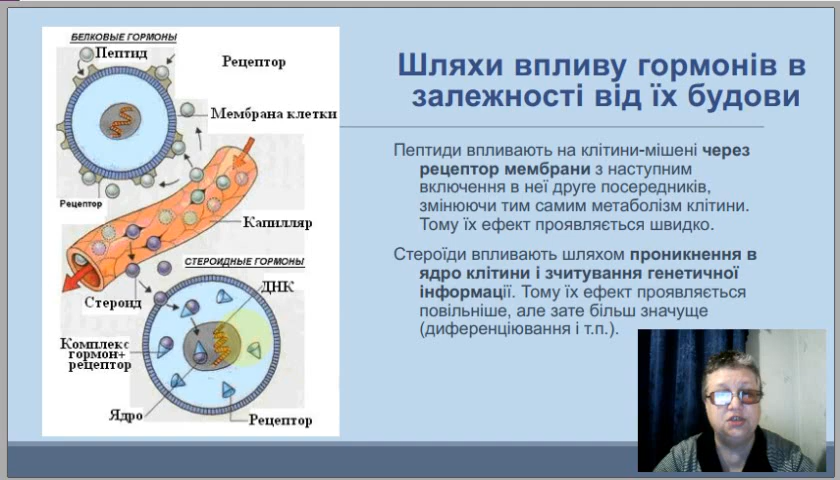 БЕЛКОВЫЕ ГОРМОНЫ
Пептид
Рецептор
Мембрана клетки
Рецептор
Капилляр
СТЕРОИДНЫЕ ГОРМОНЫ
ДНК
Стероид
Комплекс
гормон+
рецептор
Ядро
Рецептор
Шляхи впливу гормонів в
залежності від їх будови
Пептиди впливають на клітини-мішені через
рецептор мембрани з наступним
включення в неї друге посередників,
змінюючи тим самим метаболізм клітини.
Тому їх ефект проявляється швидко.
Стероїди впливають шляхом проникнення в
ядро клітини і зчитування генетичної
інформації. Тому їх ефект проявляється
повільніше, але зате більш значуще
(диференціювання і т.п.).